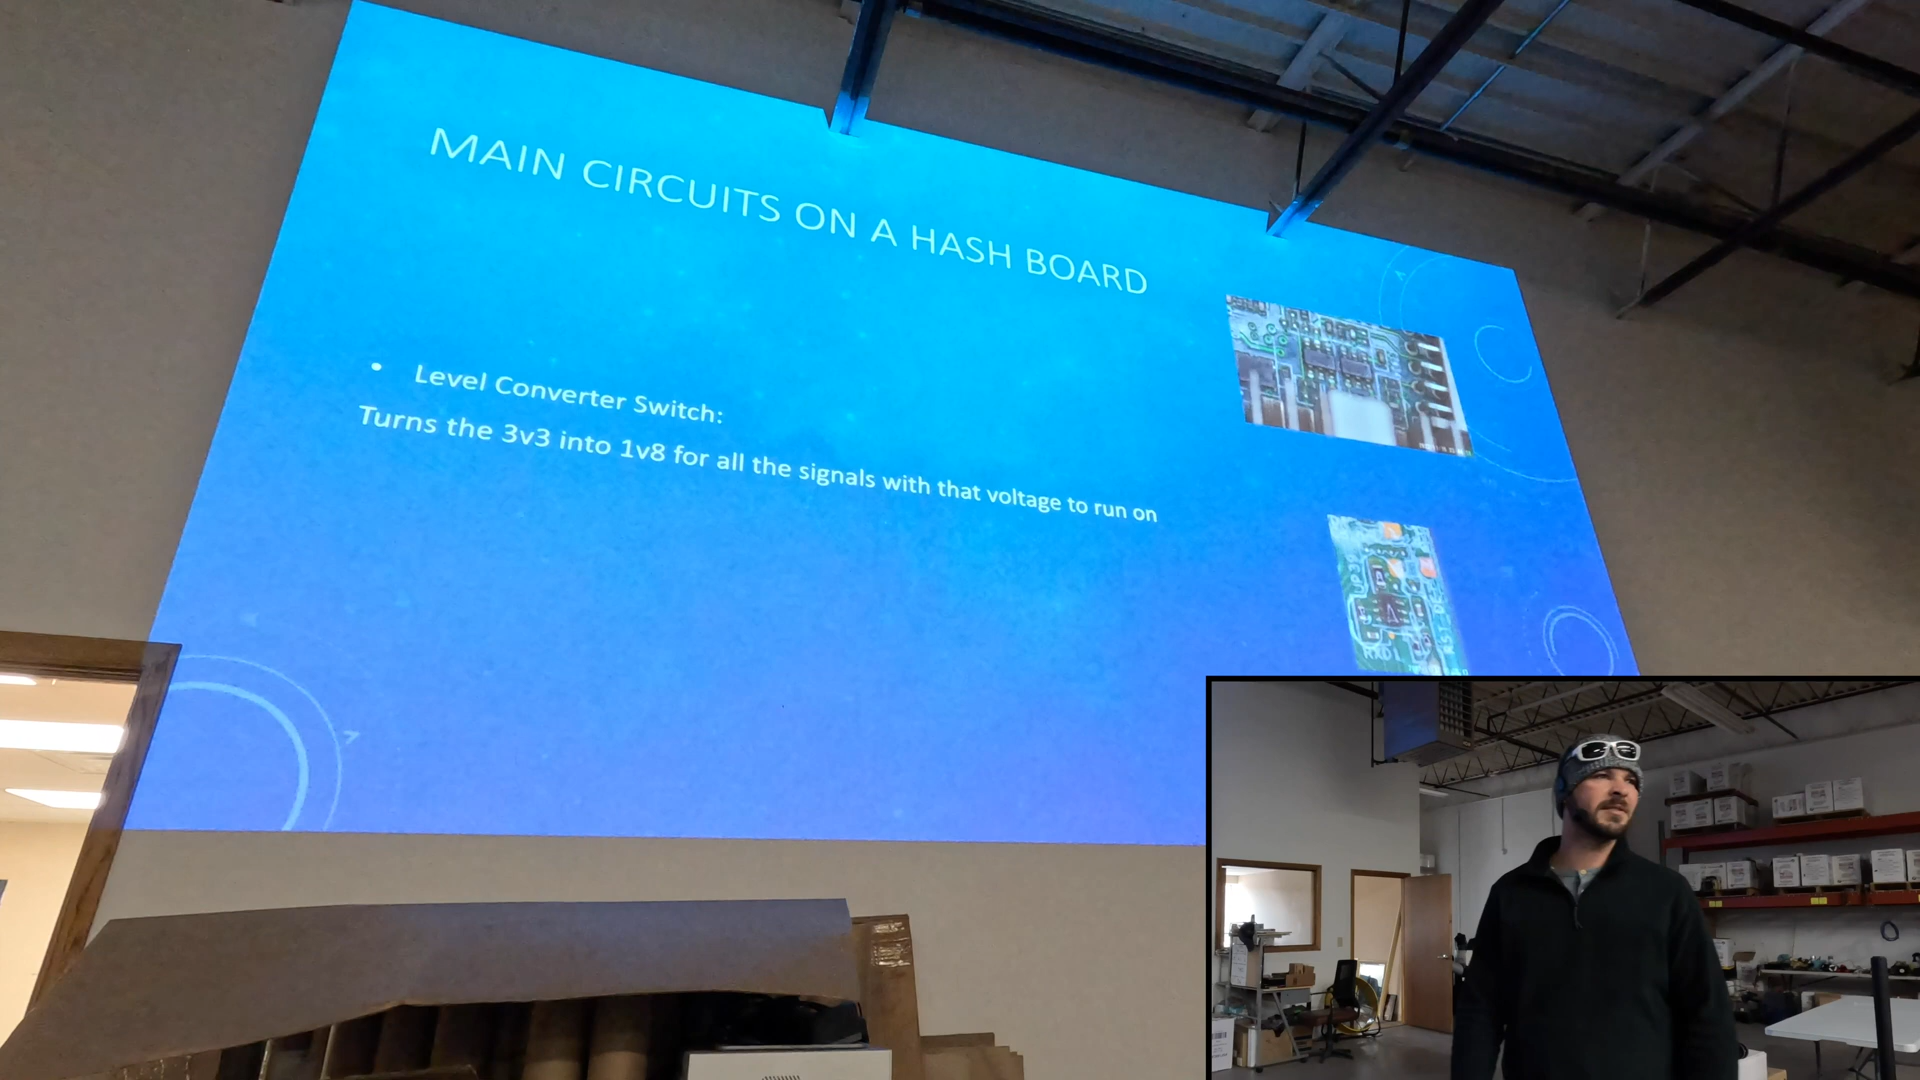 MAIN CIRCUITS ON A HASH BOARD
• Level Converter Switch:
Turns the 3v3 into 1v8 for all the signals with that voltage to run on
RXD1